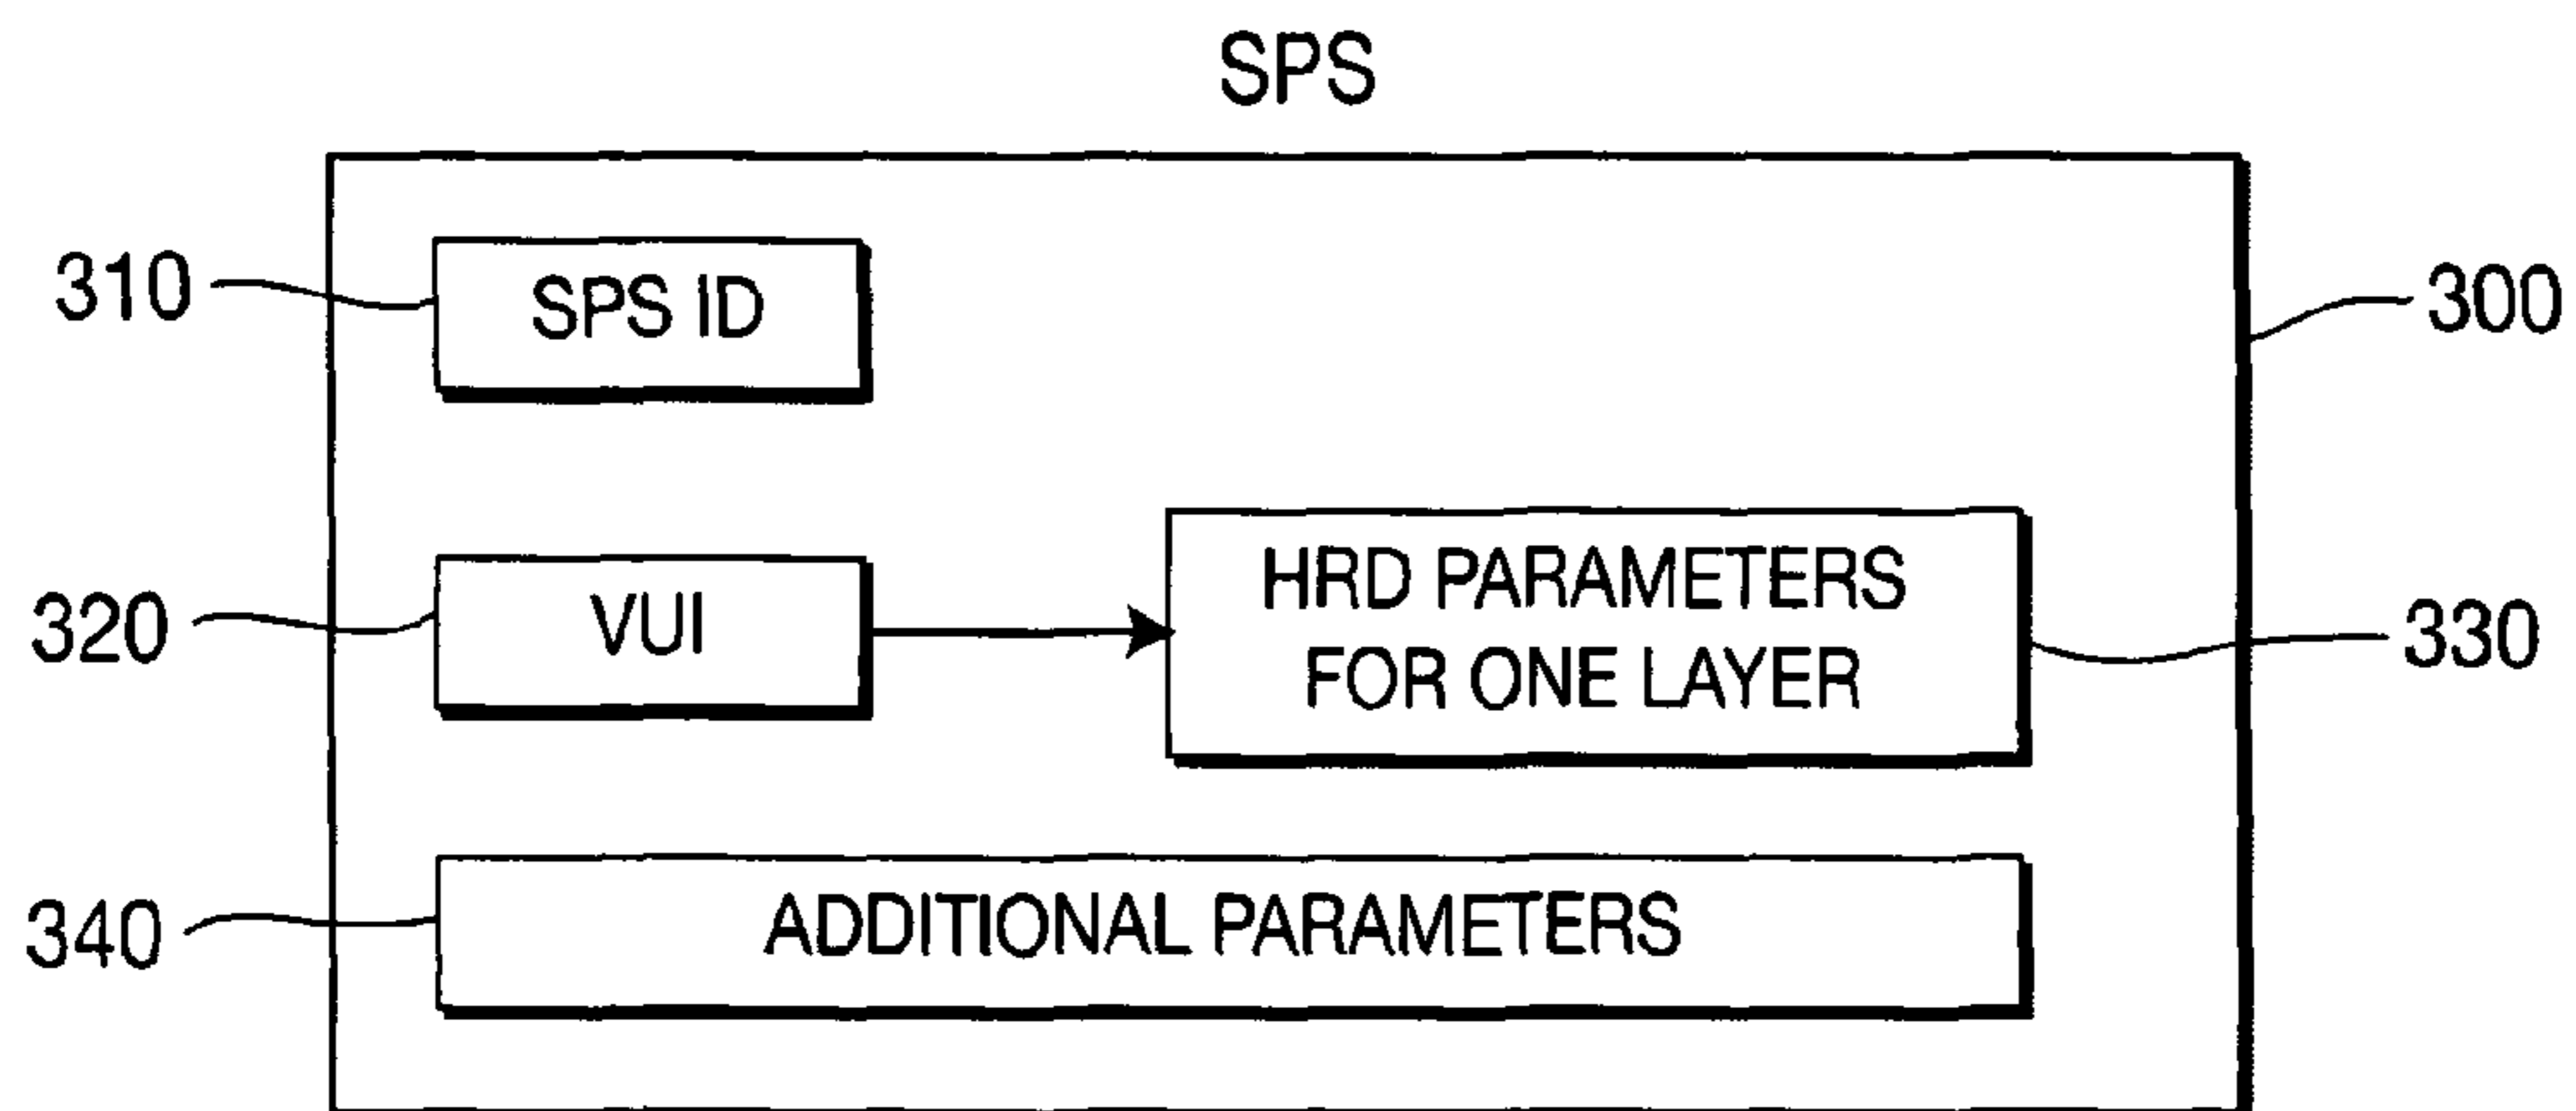 SPS
310
SPS ID
300
320
VUI
HRD PARAMETERS
FOR ONE LAYER
330
340
ADDITIONAL PARAMETERS